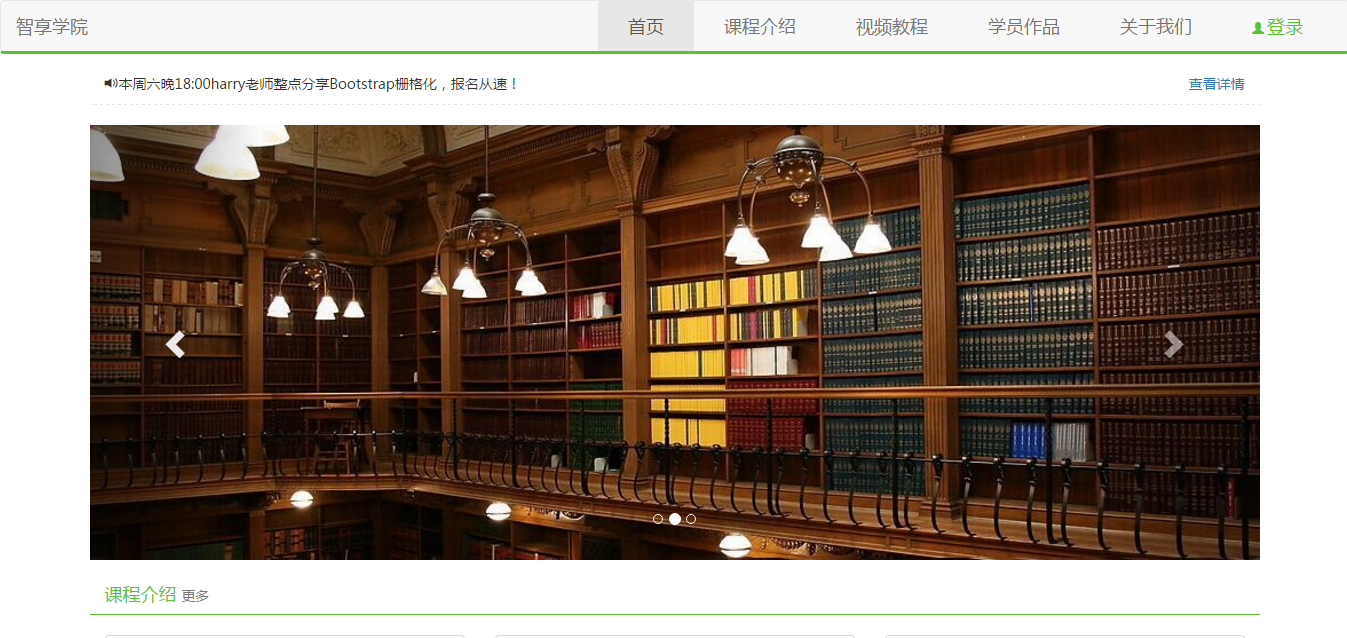 智享学院 首页 课程介绍 视频教程 学员作品 关于我们 登录
本周六晚18:00harry老师整点分享Bootstrap栅格化，报名从速！ 查看详情
课程介绍 更多